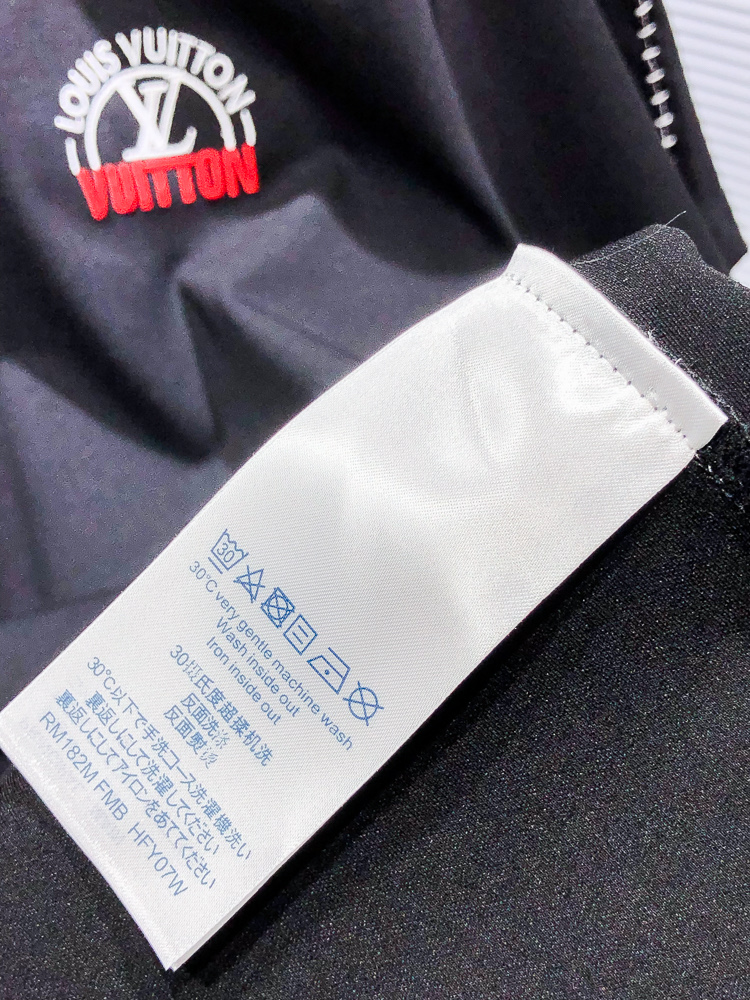 LOUIS VUITTON
LV
VUITTON
30
30°C very gentle machine wash
Wash inside out
Iron inside out
30摄氏度超揉机洗
反面洗涤
反面熨烫
30℃以下で手洗コース洗濯機洗い
裏返しにして洗濯してください
裏返しにしてアイロンをあててください
RM182M FMB HFY07W